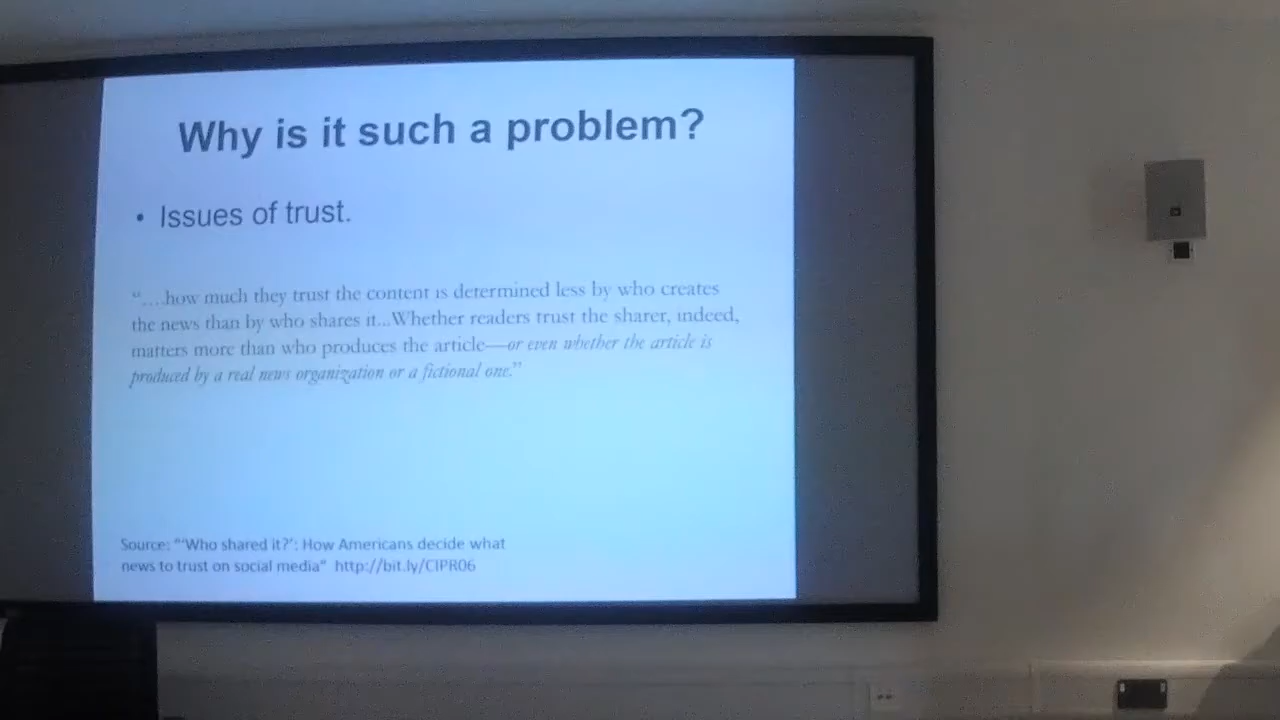 Why is it such a problem?
• Issues of trust.
“….how much they trust the content is determined less by who creates
the news than by who shares it...Whether readers trust the sharer, indeed,
matters more than who produces the article—or even whether the article is
produced by a real news organization or a fictional one.”
Source: “‘Who shared it?’: How Americans decide what
news to trust on social media“ http://bit.ly/CIPR06